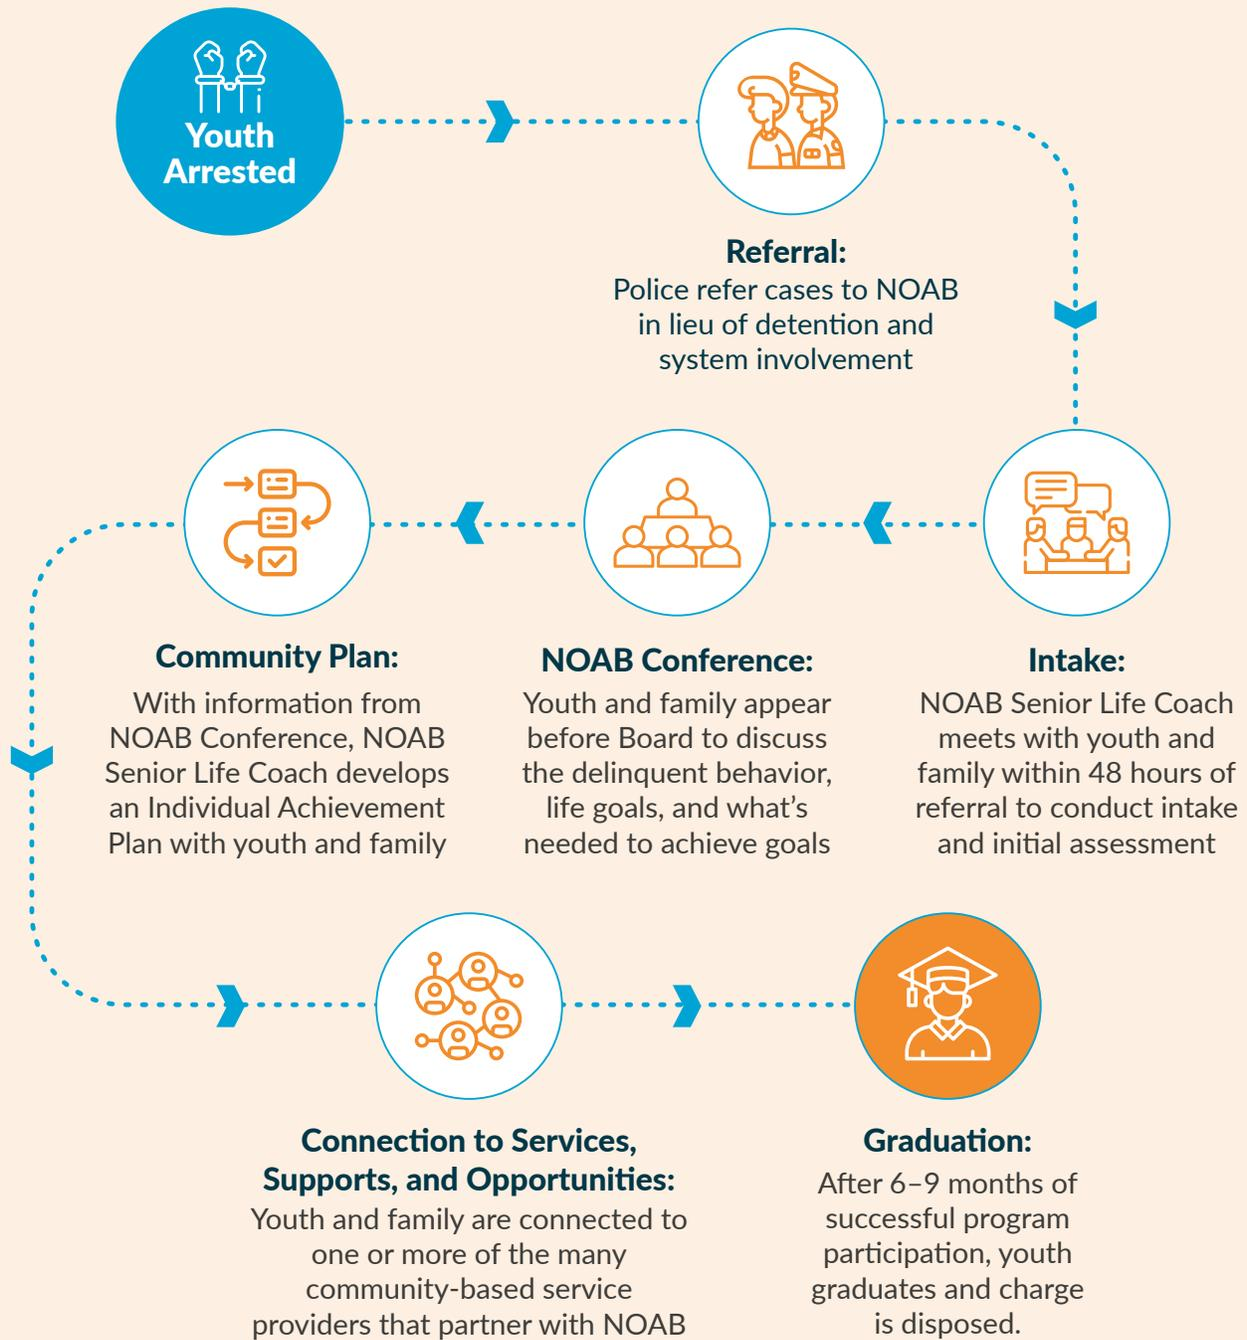 Youth
Arrested
Referral:
Police refer cases to NOAB
in lieu of detention and
system involvement
Intake:
NOAB Senior Life Coach
meets with youth and
family within 48 hours of
referral to conduct intake
and initial assessment
NOAB Conference:
Youth and family appear
before Board to discuss
the delinquent behavior,
life goals, and what’s
needed to achieve goals
Community Plan:
With information from
NOAB Conference, NOAB
Senior Life Coach develops
an Individual Achievement
Plan with youth and family
Connection to Services,
Supports, and Opportunities:
Youth and family are connected to
one or more of the many
community-based service
providers that partner with NOAB
Graduation:
After 6–9 months of
successful program
participation, youth
graduates and charge
is disposed.